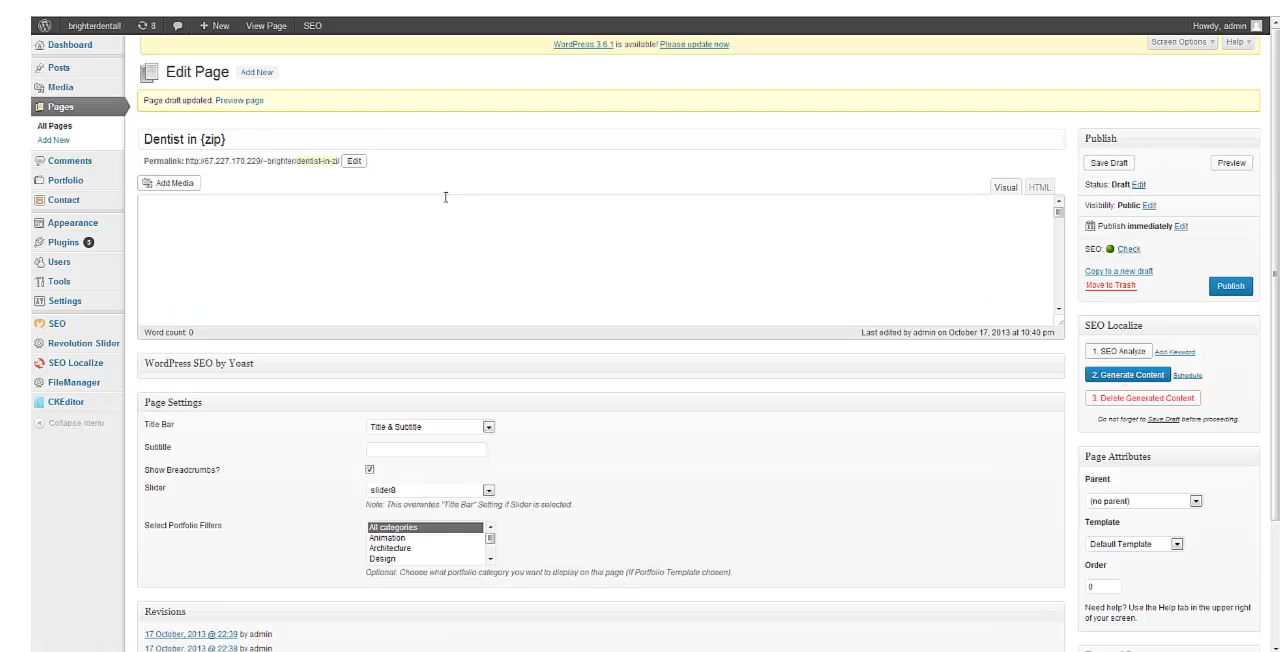 brighterdentall 8 + New View Page SEO Howdy, admin
Dashboard
Posts
Media
Pages
All Pages
Add New
Comments
Portfolio
Contact
Appearance
Plugins 5
Users
Tools
Settings
SEO
Revolution Slider
SEO Localize
FileManager
CKEditor
Collapse menu
WordPress 3.6.1 is available! Please update now.
Screen Options Help
Edit Page Add New
Page draft updated. Preview page
Dentist in {zip}
Permalink: http://67.227.170.229/~brighter/dentist-in-zi/ Edit
Add Media
Visual HTML
Word count: 0 Last edited by admin on October 17, 2013 at 10:40 pm
WordPress SEO by Yoast
Page Settings
Title Bar Title & Subtitle
Subtitle
Show Breadcrumbs?
Slider slider8
Note: This overwrites "Title Bar" Setting if Slider is selected.
Select Portfolio Filters All categories
Animation
Architecture
Design
Optional: Choose what portfolio category you want to display on this page (If Portfolio Template chosen).
Revisions
17 October, 2013 @ 22:39 by admin
17 October, 2013 @ 22:38 by admin
Publish
Save Draft Preview
Status: Draft Edit
Visibility: Public Edit
Publish immediately Edit
SEO: Check
Copy to a new draft
Move to Trash Publish
SEO Localize
1. SEO Analyze Add Keyword
2. Generate Content Schedule
3. Delete Generated Content
Do not forget to Save Draft before proceeding.
Page Attributes
Parent
(no parent)
Template
Default Template
Order
0
Need help? Use the Help tab in the upper right
of your screen.